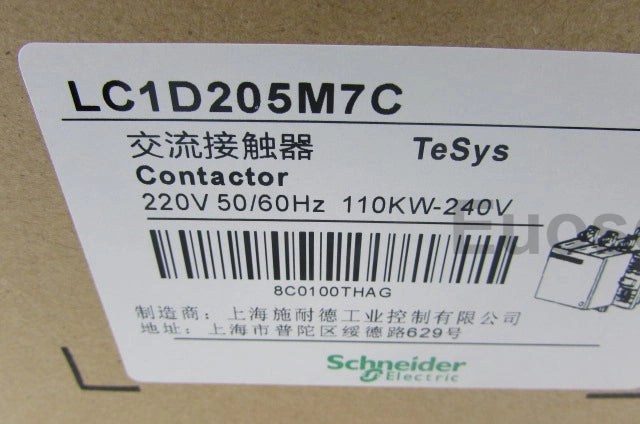 LC1D205M7C
交流接触器 TeSys
Contactor
220V 50/60Hz 110KW-240V
Euos
8C0100THAG
制造商：上海施耐德工业控制有限公司
地址：上海市普陀区绥德路629号
Schneider
Electric